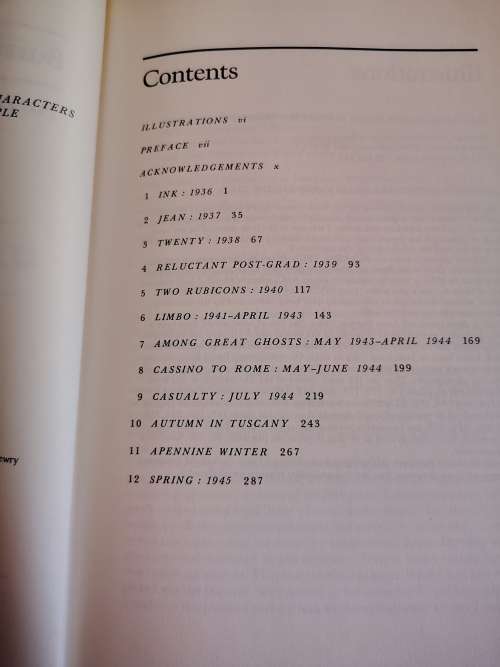 HARACTERS
PLE
ewry
Contents
ILLUSTRATIONS vi
PREFACE vii
ACKNOWLEDGEMENTS x
1 INK : 1936 1
2 JEAN : 1937 35
3 TWENTY : 1938 67
4 RELUCTANT POST-GRAD : 1939 93
5 TWO RUBICONS : 1940 117
6 LIMBO : 1941–APRIL 1943 143
7 AMONG GREAT GHOSTS : MAY 1943–APRIL 1944 169
8 CASSINO TO ROME : MAY–JUNE 1944 199
9 CASUALTY : JULY 1944 219
10 AUTUMN IN TUSCANY 243
11 APENNINE WINTER 267
12 SPRING : 1945 287